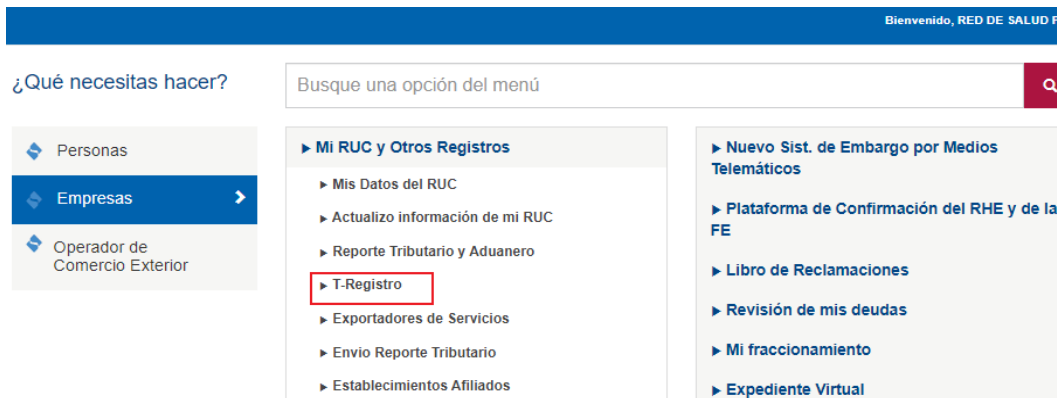 Bienvenido, RED DE SALUD
¿Qué necesitas hacer?
Busque una opción del menú
Personas
Empresas
Operador de
Comercio Exterior
Mi RUC y Otros Registros
Mis Datos del RUC
Actualizo información de mi RUC
Reporte Tributario y Aduanero
T-Registro
Exportadores de Servicios
Envio Reporte Tributario
Establecimientos Afiliados
Nuevo Sist. de Embargo por Medios
Telemáticos
Plataforma de Confirmación del RHE y de la
FE
Libro de Reclamaciones
Revisión de mis deudas
Mi fraccionamiento
Expediente Virtual